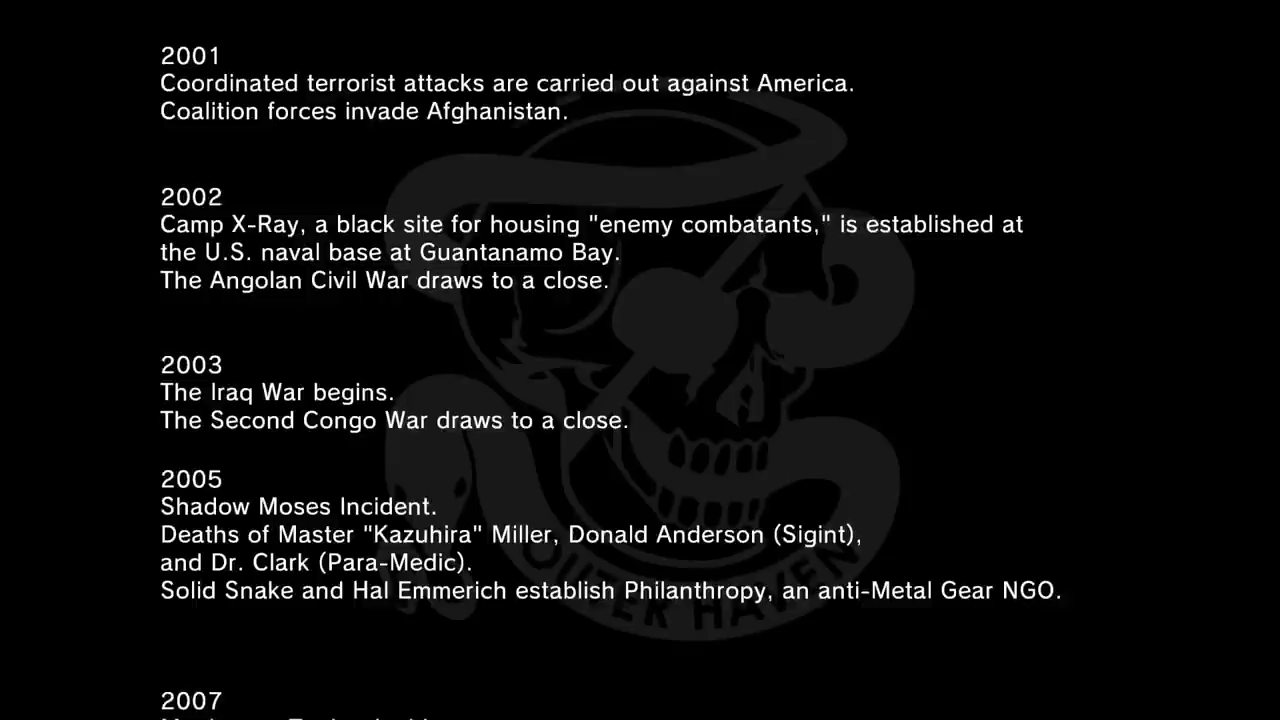 2001
Coordinated terrorist attacks are carried out against America.
Coalition forces invade Afghanistan.
2002
Camp X-Ray, a black site for housing "enemy combatants," is established at
the U.S. naval base at Guantanamo Bay.
The Angolan Civil War draws to a close.
2003
The Iraq War begins.
The Second Congo War draws to a close.
2005
Shadow Moses Incident.
Deaths of Master "Kazuhira" Miller, Donald Anderson (Sigint),
and Dr. Clark (Para-Medic).
Solid Snake and Hal Emmerich establish Philanthropy, an anti-Metal Gear NGO.
OUTER HAVEN
2007